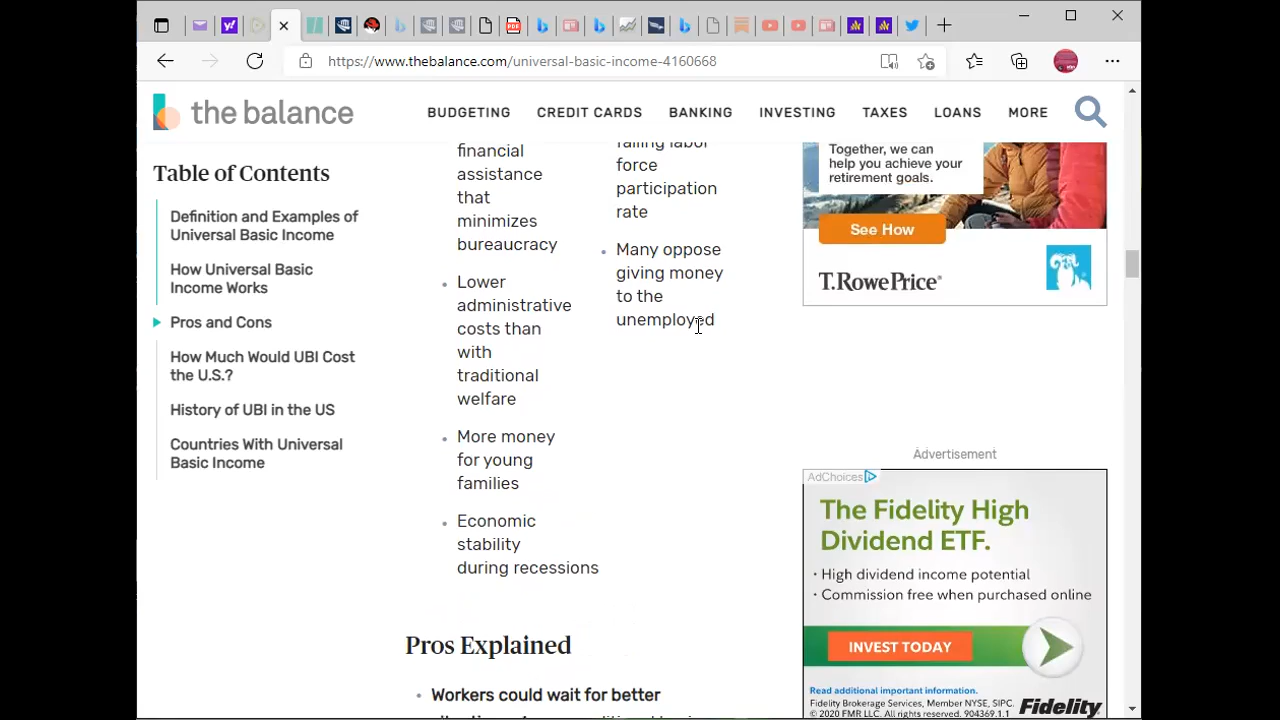 https://www.thebalance.com/universal-basic-income-4160668
the balance
BUDGETING CREDIT CARDS BANKING INVESTING TAXES LOANS MORE
Table of Contents
Definition and Examples of
Universal Basic Income
How Universal Basic
Income Works
Pros and Cons
How Much Would UBI Cost
the U.S.?
History of UBI in the US
Countries With Universal
Basic Income
financial
assistance
that
minimizes
bureaucracy
Lower
administrative
costs than
with
traditional
welfare
More money
for young
families
Economic
stability
during recessions
falling labor
force
participation
rate
Many oppose
giving money
to the
unemployed
Pros Explained
Workers could wait for better
Together, we can
help you achieve your
retirement goals.
See How
T.RowePrice®
Advertisement
AdChoices
The Fidelity High
Dividend ETF.
· High dividend income potential
· Commission free when purchased online
INVEST TODAY
Read additional important information.
Fidelity Brokerage Services, Member NYSE, SIPC.
© 2020 FMR LLC. All rights reserved. 904369.1.1
Fidelity